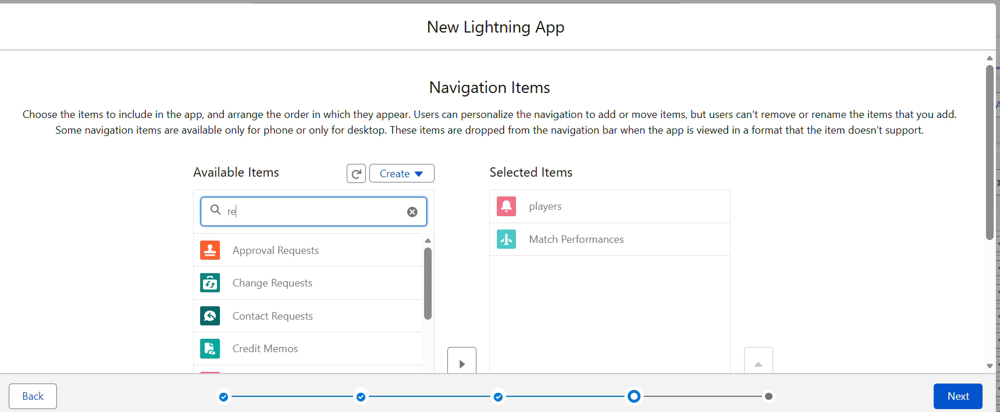 New Lightning App
Navigation Items
Choose the items to include in the app, and arrange the order in which they appear. Users can personalize the navigation to add or move items, but users can't remove or rename the items that you add.
Some navigation items are available only for phone or only for desktop. These items are dropped from the navigation bar when the app is viewed in a format that the item doesn’t support.
Available Items
Create
Selected Items
re
players
Match Performances
Approval Requests
Change Requests
Contact Requests
Credit Memos
Back
Next